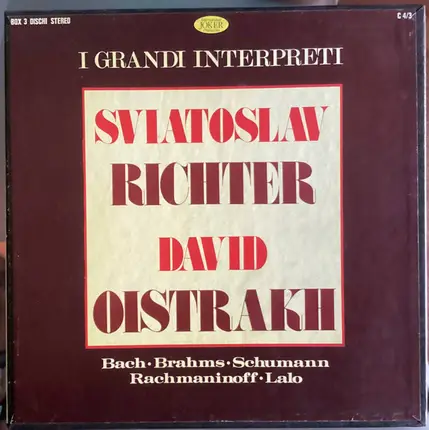 BOX 3 DISCHI STEREO
JOKER
C 4/3
I GRANDI INTERPRETI
SVIATOSLAV
RICHTER
DAVID
OISTRAKH
Bach·Brahms·Schumann
Rachmaninoff·Lalo